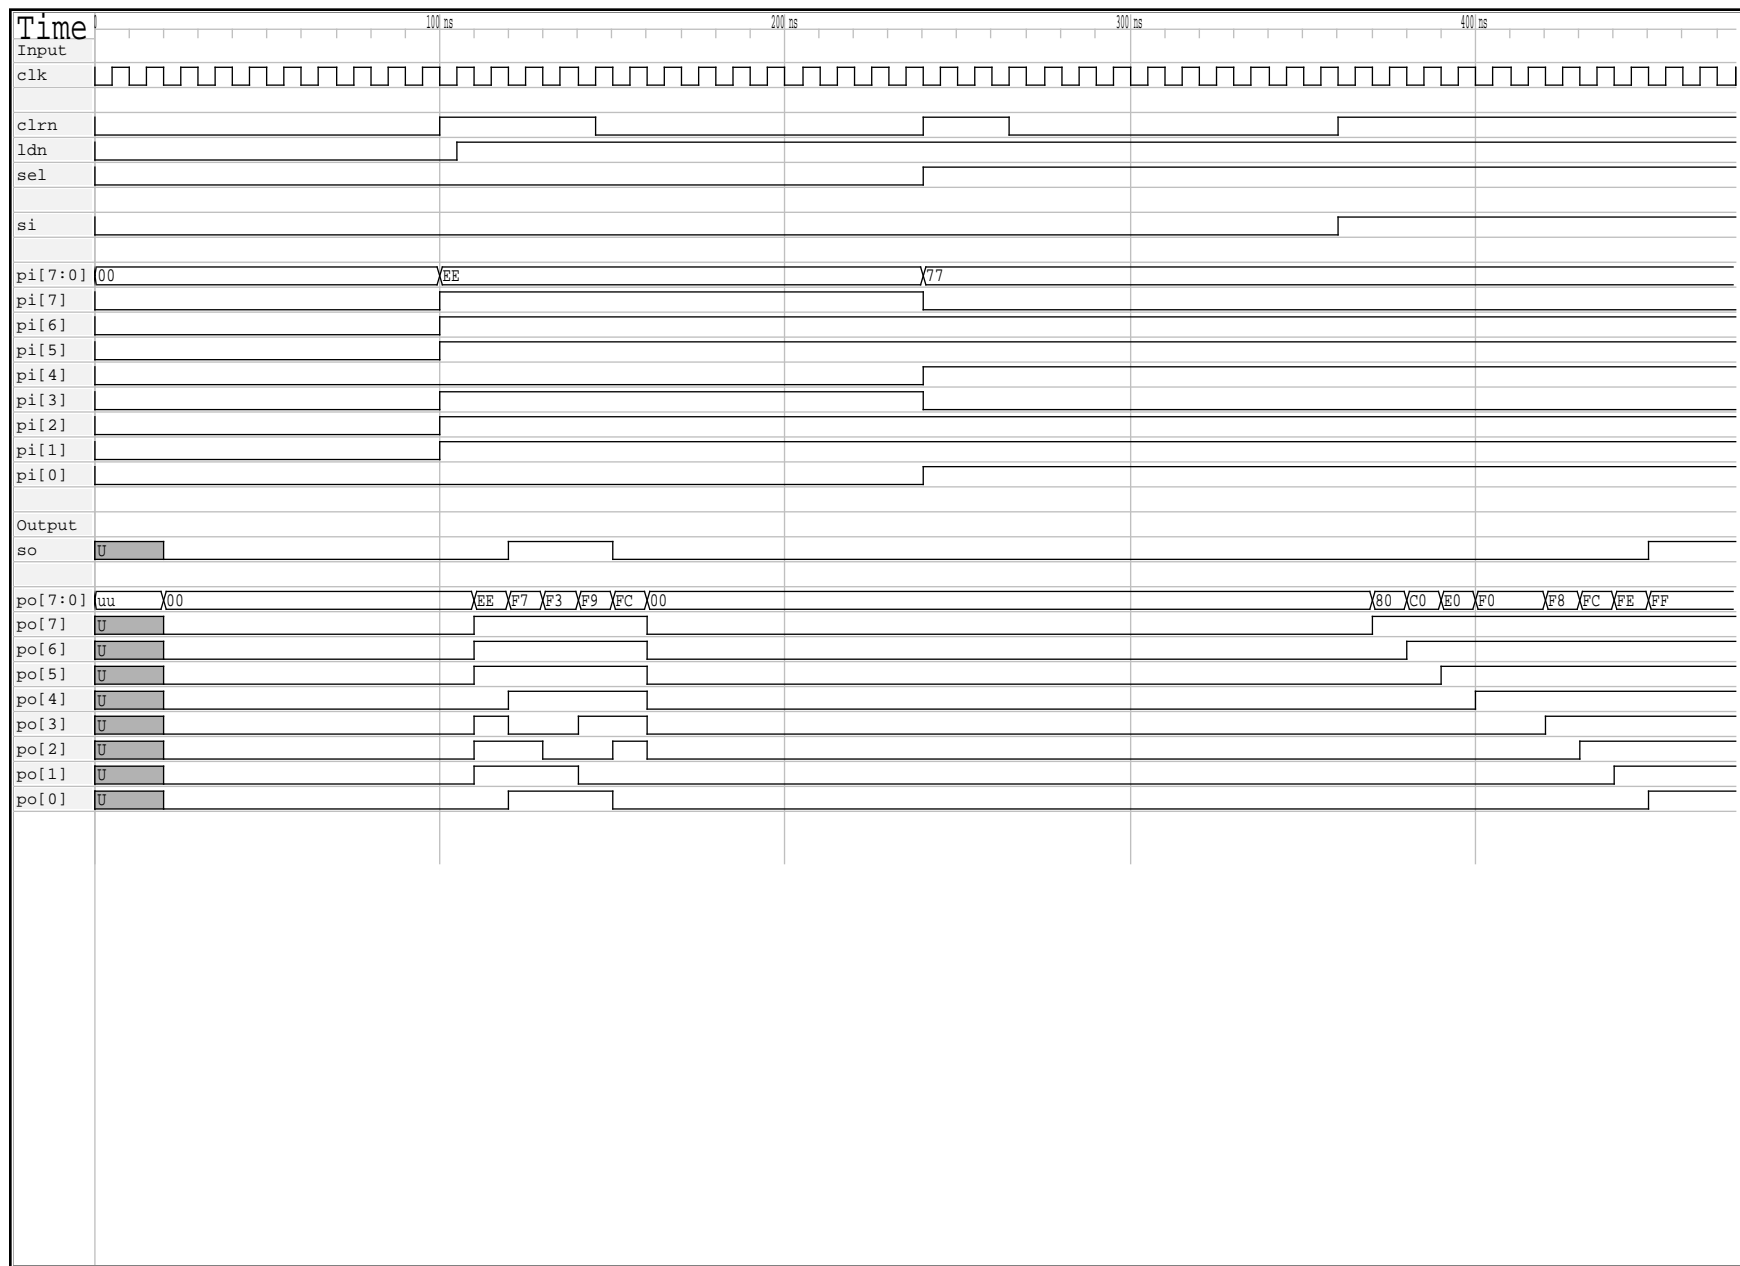 Time 0 100 ns 200 ns 300 ns 400 ns
Input
clk
clrn
ldn
sel
si
pi[7:0] 00 EE 77
pi[7]
pi[6]
pi[5]
pi[4]
pi[3]
pi[2]
pi[1]
pi[0]
Output
so U
po[7:0] uu 00 EE F7 F3 F9 FC 00 80 C0 E0 F0 F8 FC FE FF
po[7] U
po[6] U
po[5] U
po[4] U
po[3] U
po[2] U
po[1] U
po[0] U